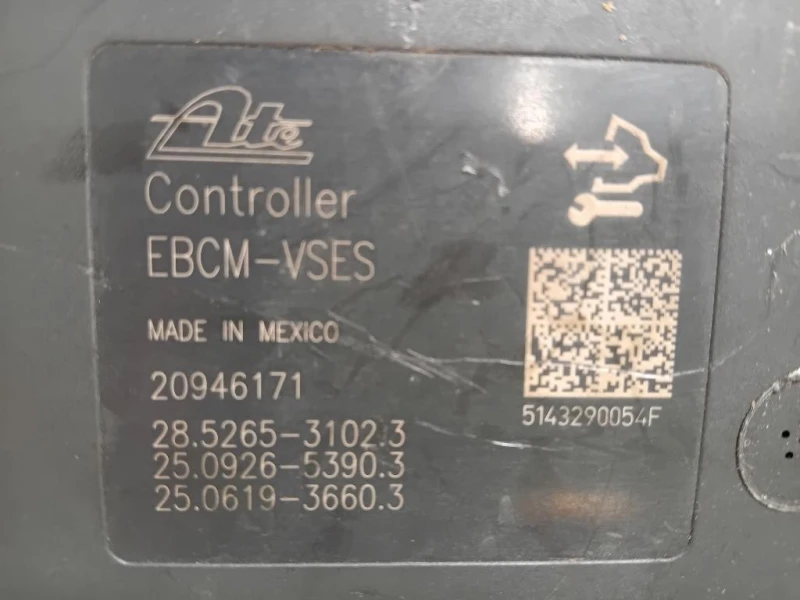 Ate
Controller
EBCM-VSES
MADE IN MEXICO
20946171
28.5265-3102.3
25.0926-5390.3
25.0619-3660.3
5143290054F